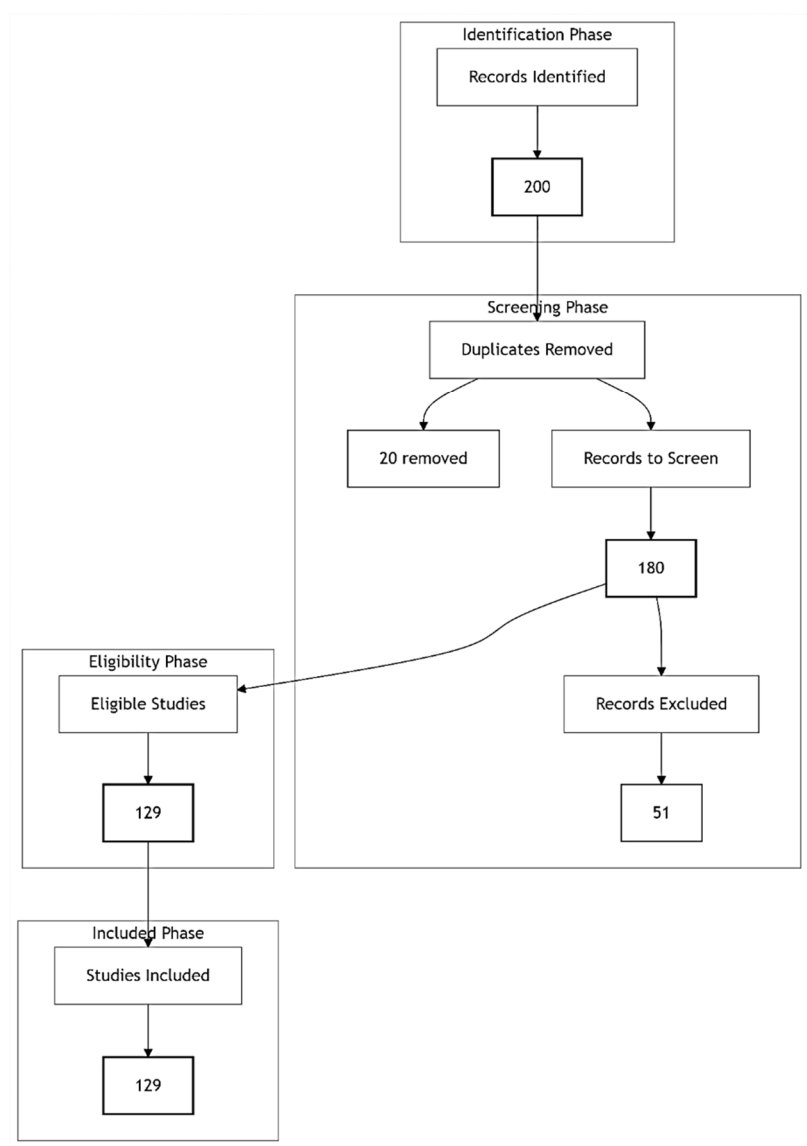 Identification Phase
Records Identified
200
Screening Phase
Duplicates Removed
20 removed
Records to Screen
180
Eligibility Phase
Eligible Studies
Records Excluded
129
51
Included Phase
Studies Included
129